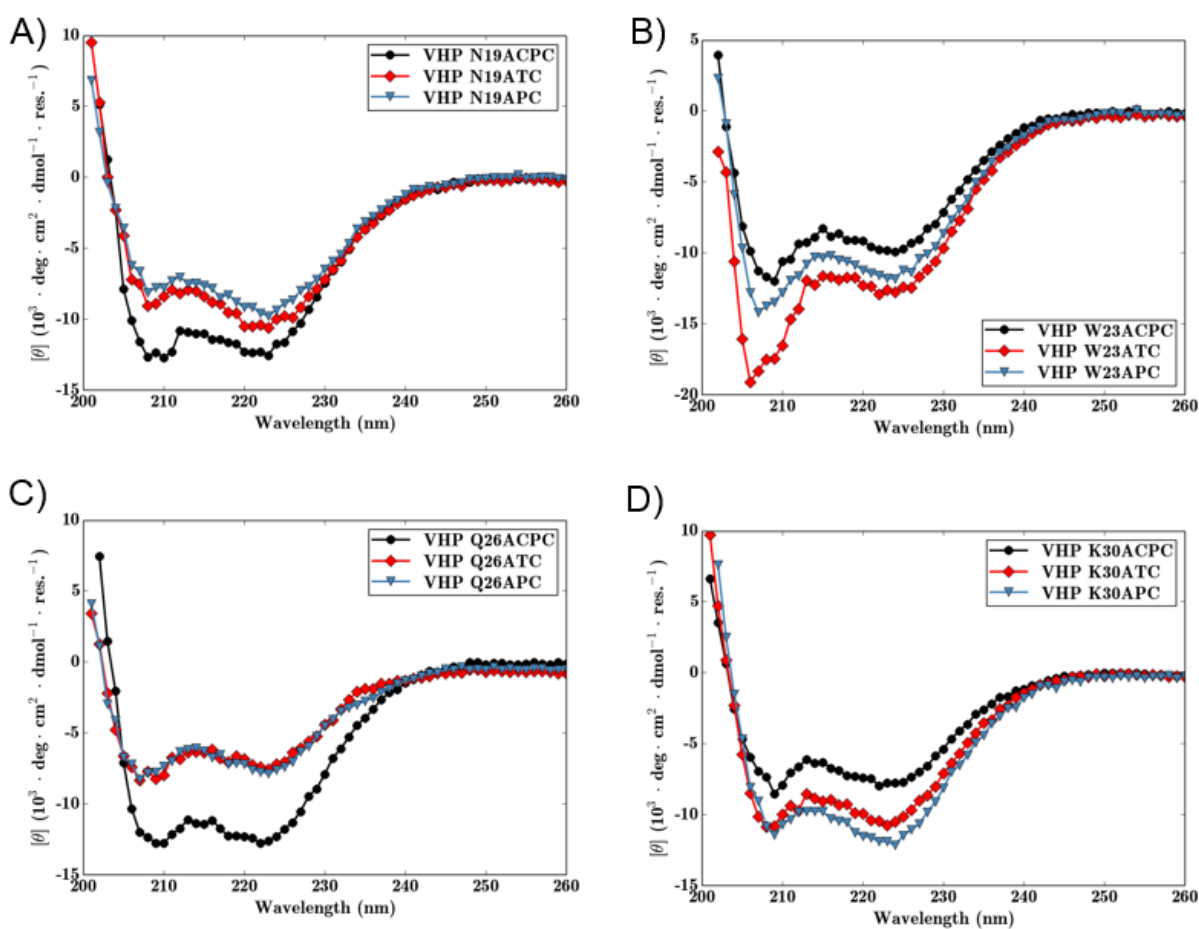 A)
10
5
0
-5
-10
-15
200 210 220 230 240 250 260
Wavelength (nm)
[θ] (10³ · deg · cm² · dmol⁻¹ · res.⁻¹)
VHP N19ACPC
VHP N19ATC
VHP N19APC
B)
5
0
-5
-10
-15
-20
200 210 220 230 240 250 260
Wavelength (nm)
[θ] (10³ · deg · cm² · dmol⁻¹ · res.⁻¹)
VHP W23ACPC
VHP W23ATC
VHP W23APC
C)
10
5
0
-5
-10
-15
200 210 220 230 240 250 260
Wavelength (nm)
[θ] (10³ · deg · cm² · dmol⁻¹ · res.⁻¹)
VHP Q26ACPC
VHP Q26ATC
VHP Q26APC
D)
10
5
0
-5
-10
-15
200 210 220 230 240 250 260
Wavelength (nm)
[θ] (10³ · deg · cm² · dmol⁻¹ · res.⁻¹)
VHP K30ACPC
VHP K30ATC
VHP K30APC